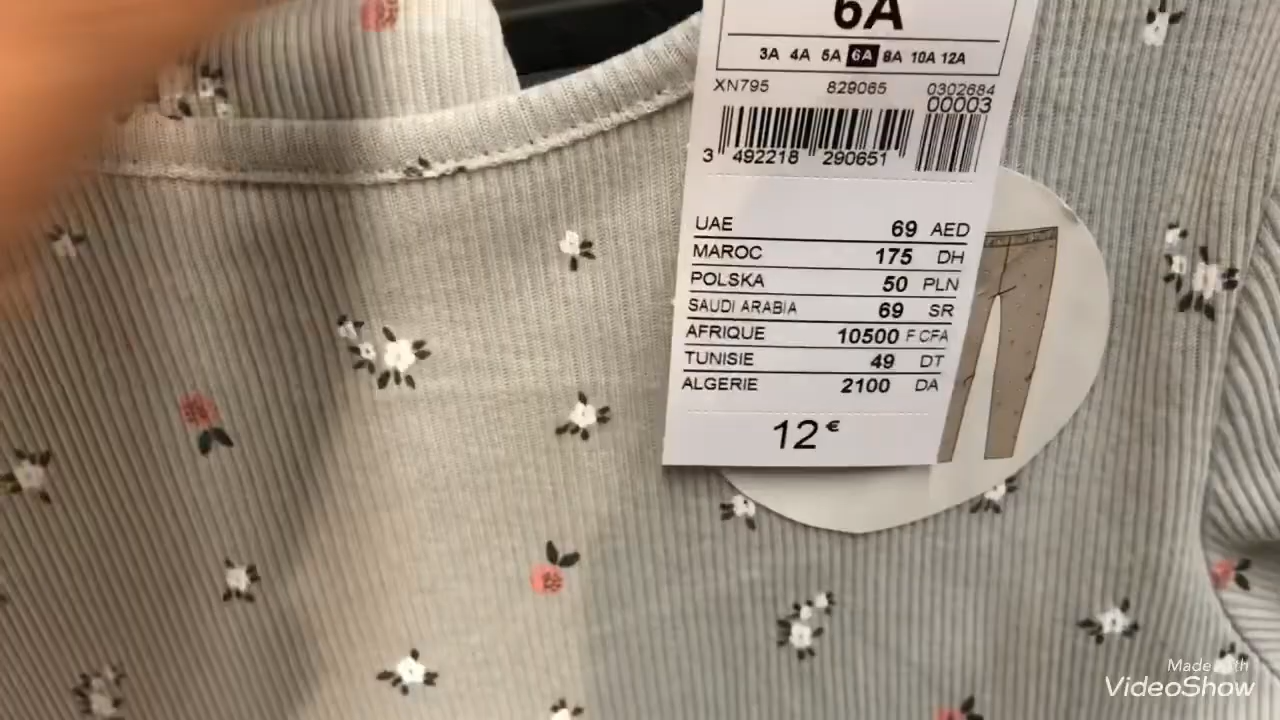 6A
3A 4A 5A 6A 8A 10A 12A
XN795 829065 0302684
00003
3 492218 290651
UAE 69 AED
MAROC 175 DH
POLSKA 50 PLN
SAUDI ARABIA 69 SR
AFRIQUE 10500 F CFA
TUNISIE 49 DT
ALGERIE 2100 DA
12 €
Made with
VideoShow